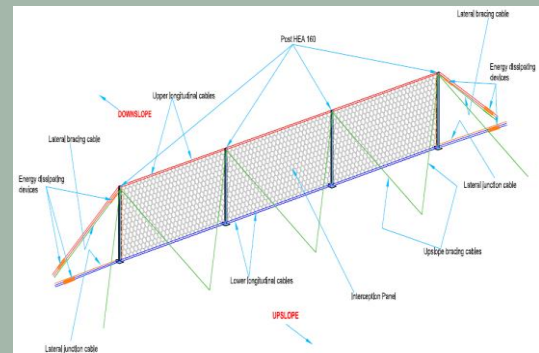 Lateral bracing cable
Post HEA 160
Energy dissipating
devices
Upper longitudinal cables
DOWNSLOPE
Lateral bracing cable
Energy dissipating
devices
Lateral junction cable
Upslope bracing cables
Lower longitudinal cables
Interception Panel
UPSLOPE
Lateral junction cable